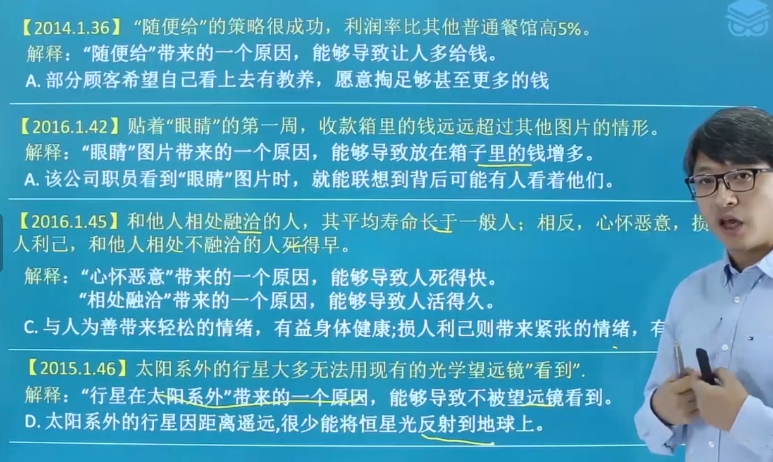 【2014.1.36】“随便给”的策略很成功，利润率比其他普通餐馆高5%。
解释：“随便给”带来的一个原因，能够导致让人多给钱。
A. 部分顾客希望自己看上去有教养，愿意掏足够甚至更多的钱
【2016.1.42】贴着“眼睛”的第一周，收款箱里的钱远远超过其他图片的情形。
解释：“眼睛”图片带来的一个原因，能够导致放在箱子里的钱增多。
A. 该公司职员看到“眼睛”图片时，就能联想到背后可能有人看着他们。
【2016.1.45】和他人相处融洽的人，其平均寿命长于一般人；相反，心怀恶意，损
人利己，和他人相处不融洽的人死得早。
解释：“心怀恶意”带来的一个原因，能够导致人死得快。
“相处融洽”带来的一个原因，能够导致人活得久。
C. 与人为善带来轻松的情绪，有益身体健康;损人利己则带来紧张的情绪，有
【2015.1.46】太阳系外的行星大多无法用现有的光学望远镜”看到”.
解释：“行星在太阳系外”带来的一个原因，能够导致不被望远镜看到。
D. 太阳系外的行星因距离遥远,很少能将恒星光反射到地球上。